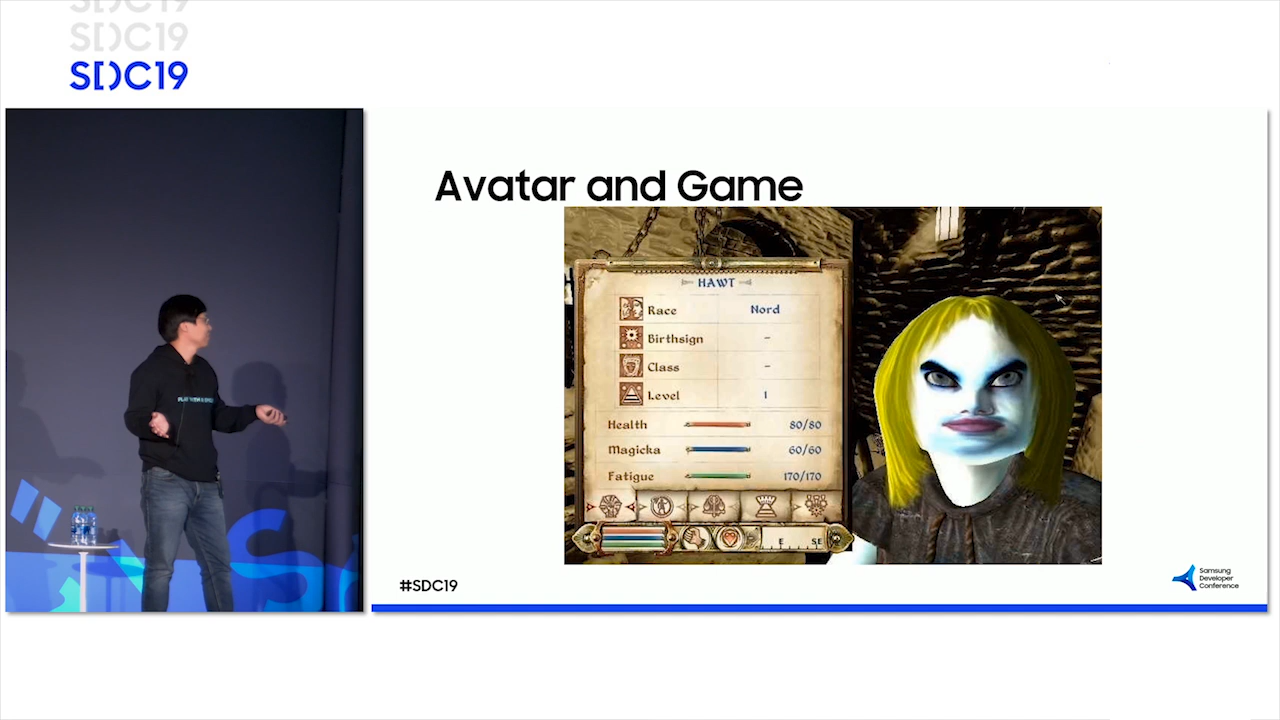 SDC19
SDC19
SDC19
Avatar and Game
HAWT
Race Nord
Birthsign –
Class –
Level 1
Health 80/80
Magicka 60/60
Fatigue 170/170
E SE
#SDC19
Samsung
Developer
Conference